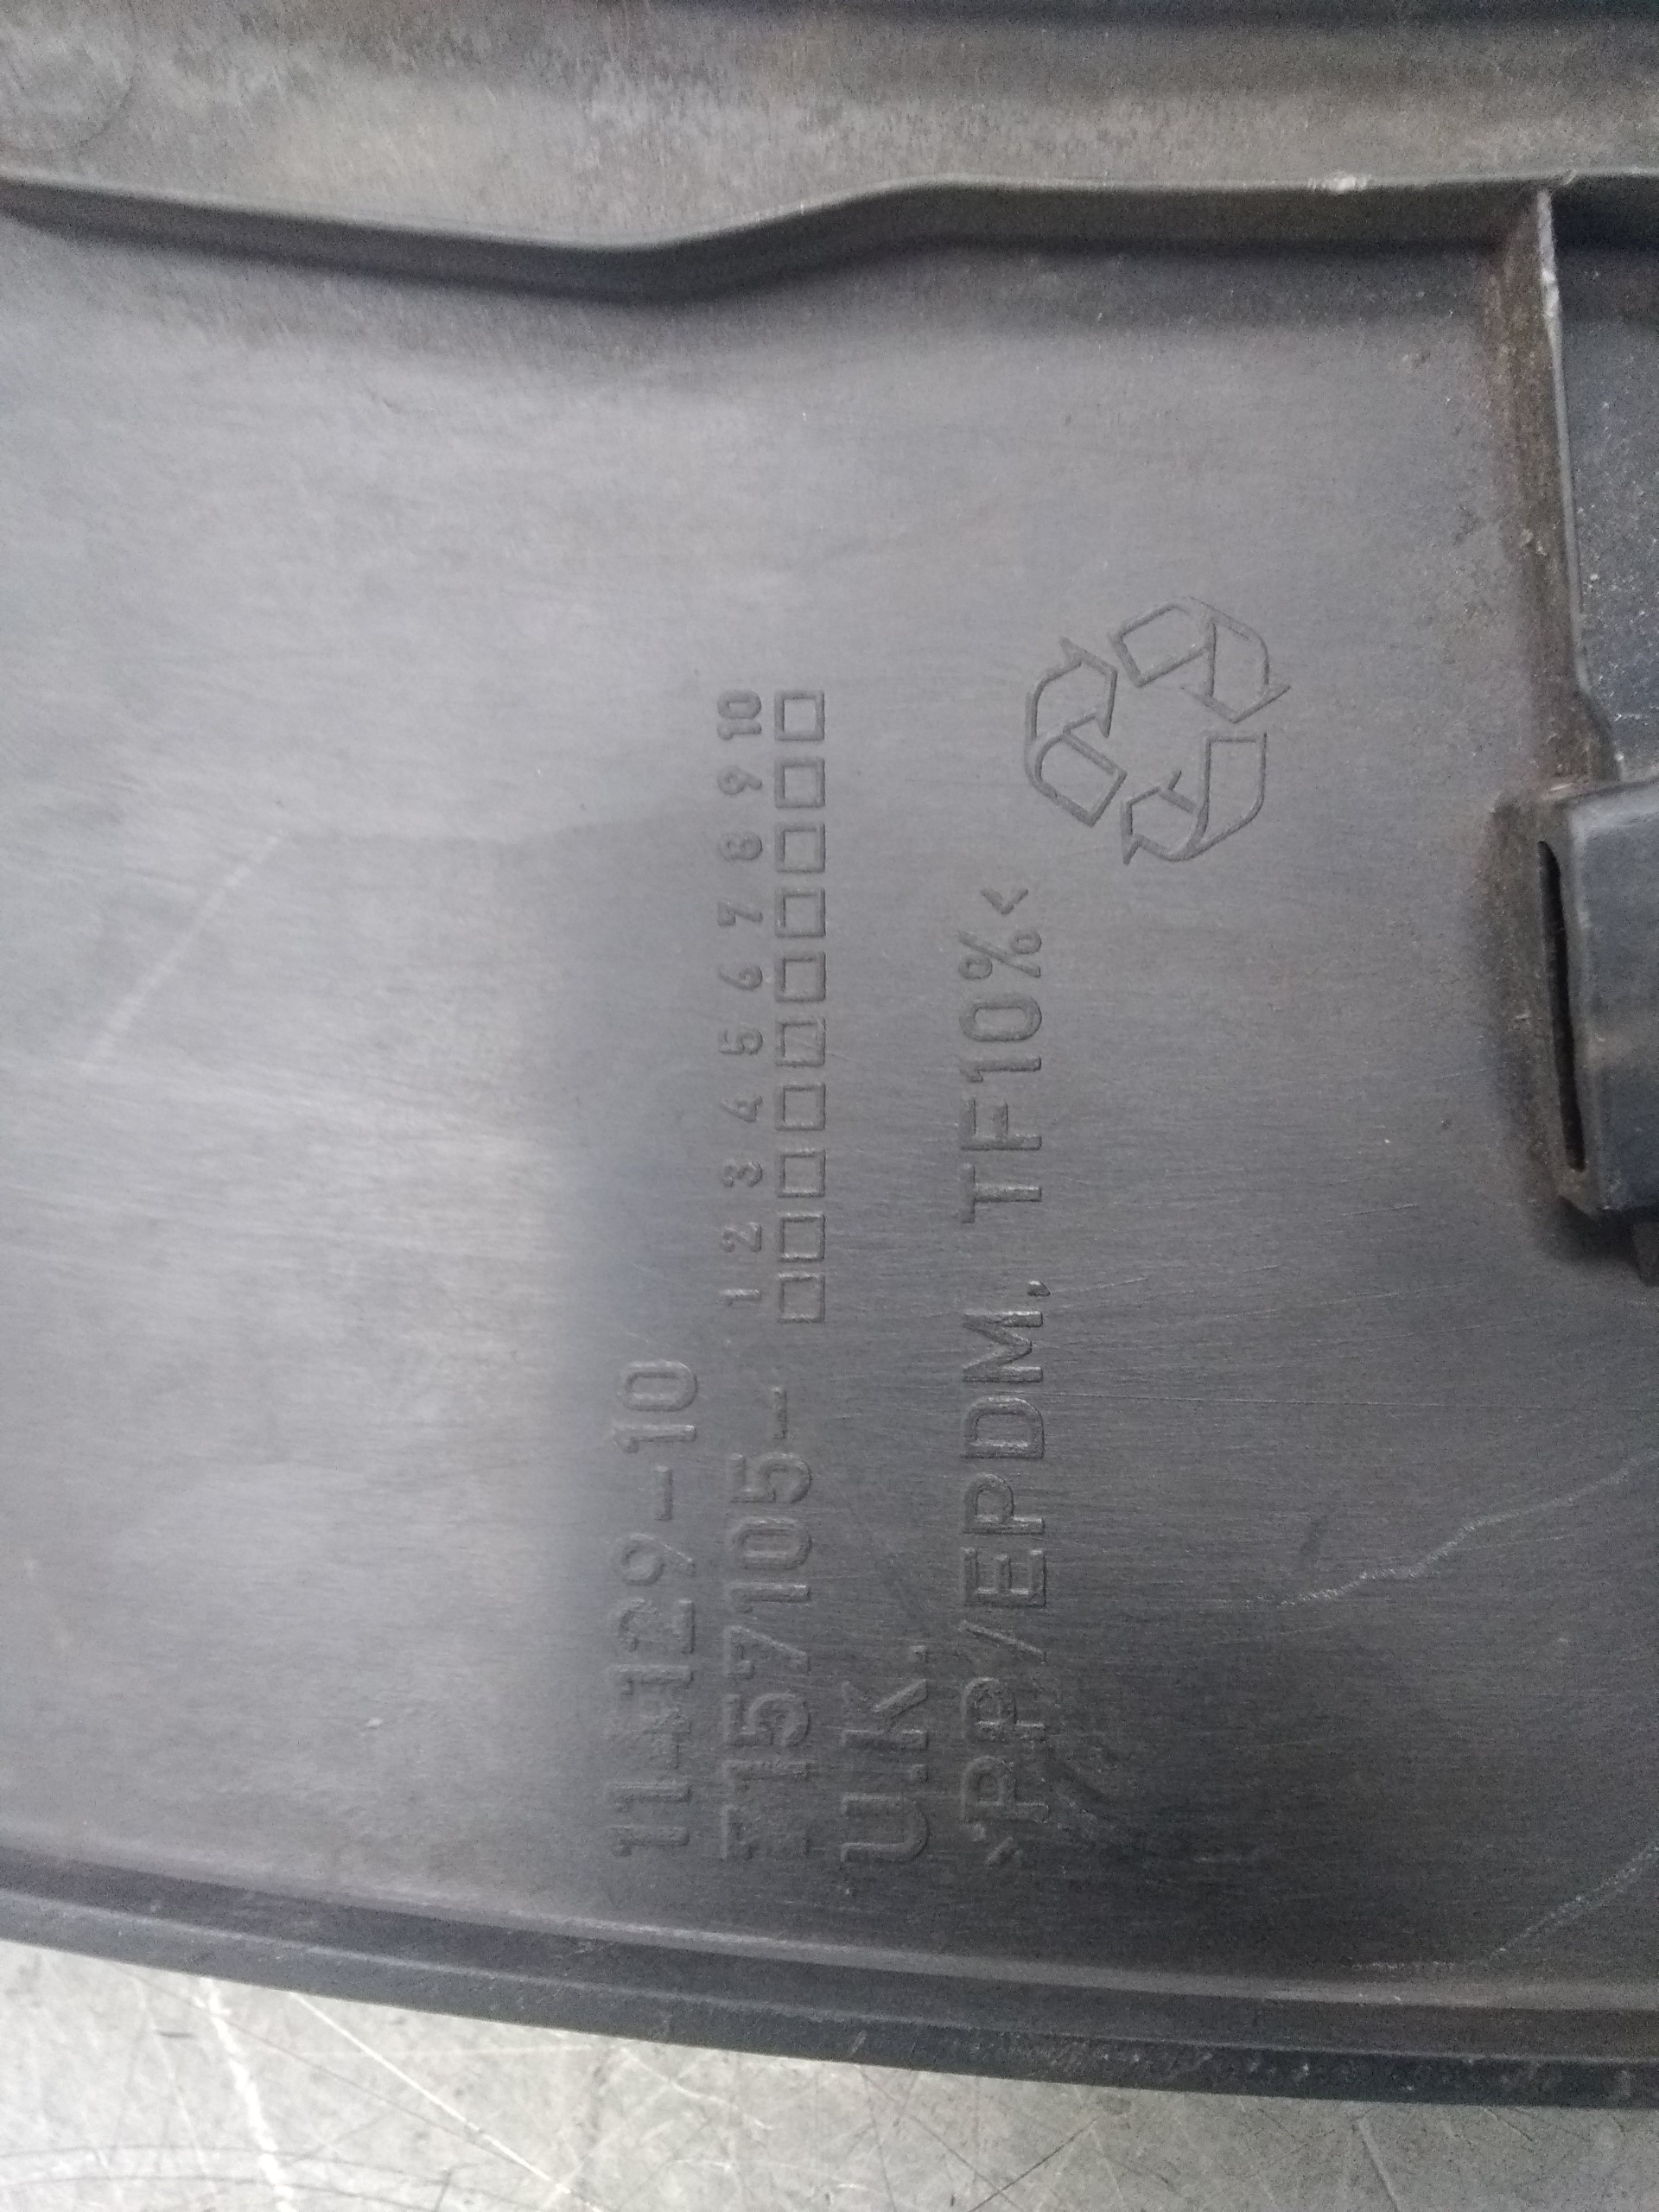 11-129-10
7157105- 1 2 3 4 5 6 7 8 9 10
U.K.
>PP/EPDM, TF10%<